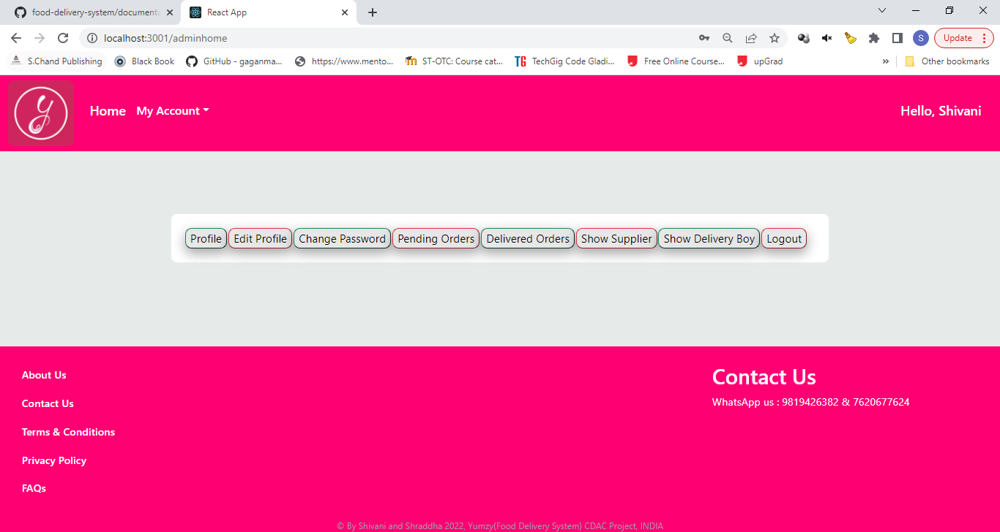 food-delivery-system/documenta
React App
localhost:3001/adminhome
S
Update
S.Chand Publishing
Black Book
GitHub - gaganma...
https://www.mento...
ST-OTC: Course cat...
TG
TechGig Code Gladi...
Free Online Course...
upGrad
»
Other bookmarks
y
Home
My Account
Hello, Shivani
Profile
Edit Profile
Change Password
Pending Orders
Delivered Orders
Show Supplier
Show Delivery Boy
Logout
About Us
Contact Us
Terms & Conditions
Privacy Policy
FAQs
Contact Us
WhatsApp us : 9819426382 & 7620677624
© By Shivani and Shraddha 2022, Yumzy(Food Delivery System) CDAC Project, INDIA